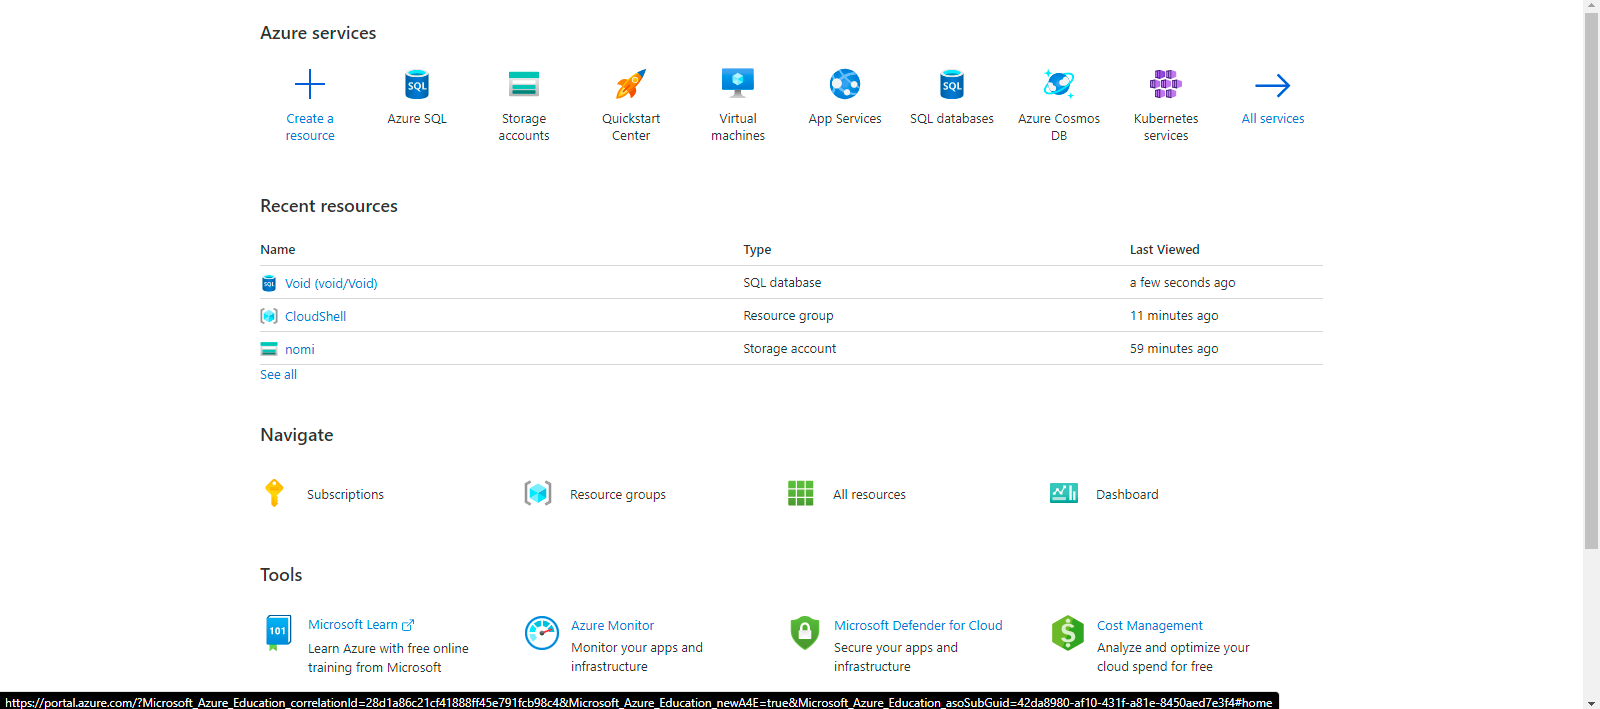 Azure services
Create a resource
SQL
Azure SQL
Storage accounts
Quickstart Center
Virtual machines
App Services
SQL
SQL databases
Azure Cosmos DB
Kubernetes services
All services
Recent resources
Name Type Last Viewed
SQL Void (void/Void) SQL database a few seconds ago
CloudShell Resource group 11 minutes ago
nomi Storage account 59 minutes ago
See all
Navigate
Subscriptions Resource groups All resources Dashboard
Tools
101
Microsoft Learn
Learn Azure with free online
training from Microsoft
Azure Monitor
Monitor your apps and
infrastructure
Microsoft Defender for Cloud
Secure your apps and
infrastructure
$
Cost Management
Analyze and optimize your
cloud spend for free
https://portal.azure.com/?Microsoft_Azure_Education_correlationId=28d1a86c21cf41888ff45e791fcb98c4&Microsoft_Azure_Education_newA4E=true&Microsoft_Azure_Education_asoSubGuid=42da8980-af10-431f-a81e-8450aed7e3f4#home